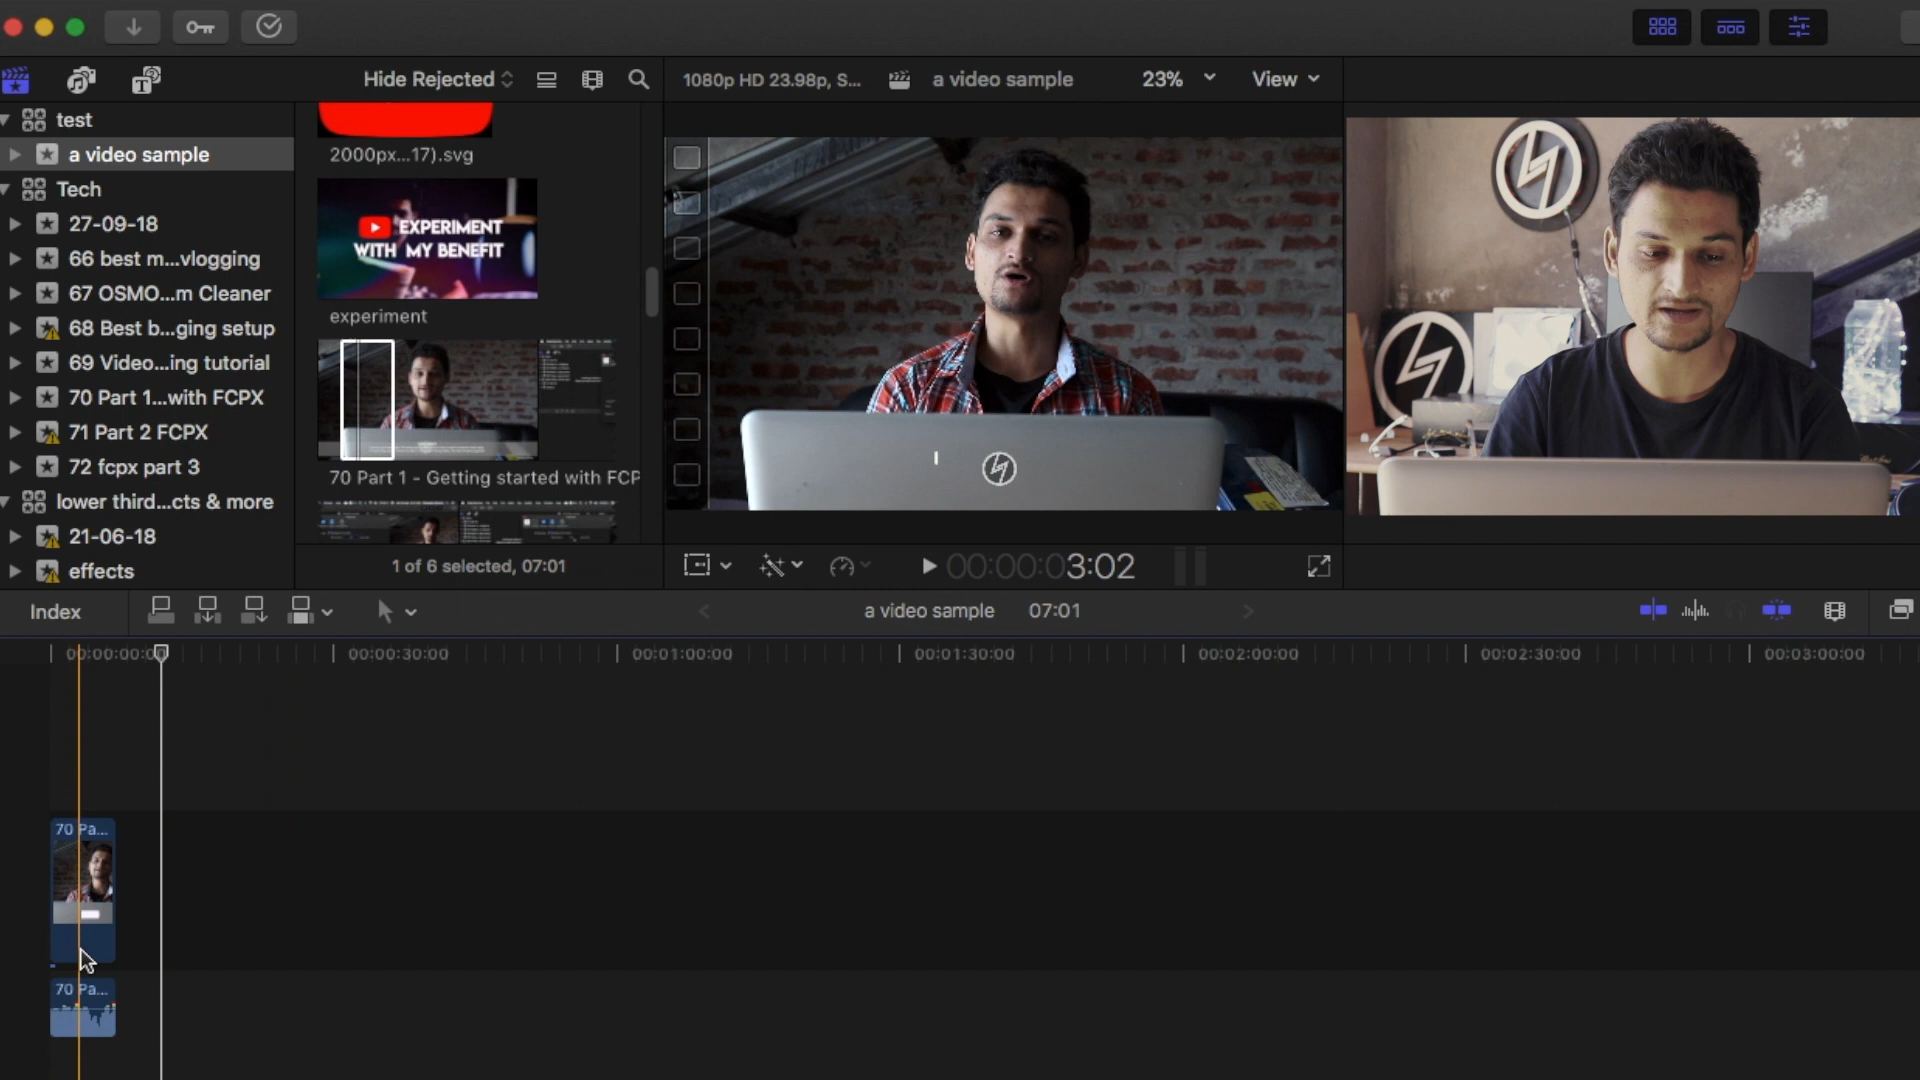 Hide Rejected
1080p HD 23.98p, S...
a video sample
23%
View
test
a video sample
Tech
27-09-18
66 best m...vlogging
67 OSMO...m Cleaner
68 Best b...ging setup
69 Video...ing tutorial
70 Part 1...with FCPX
71 Part 2 FCPX
72 fcpx part 3
lower third...cts & more
21-06-18
effects
2000px...17).svg
EXPERIMENT
WITH MY BENEFIT
experiment
70 Part 1 - Getting started with FCP
1 of 6 selected, 07:01
00:00:03:02
Index
a video sample
07:01
00:00:00:00
00:00:30:00
00:01:00:00
00:01:30:00
00:02:00:00
00:02:30:00
00:03:00:00
70 Pa...
70 Pa...